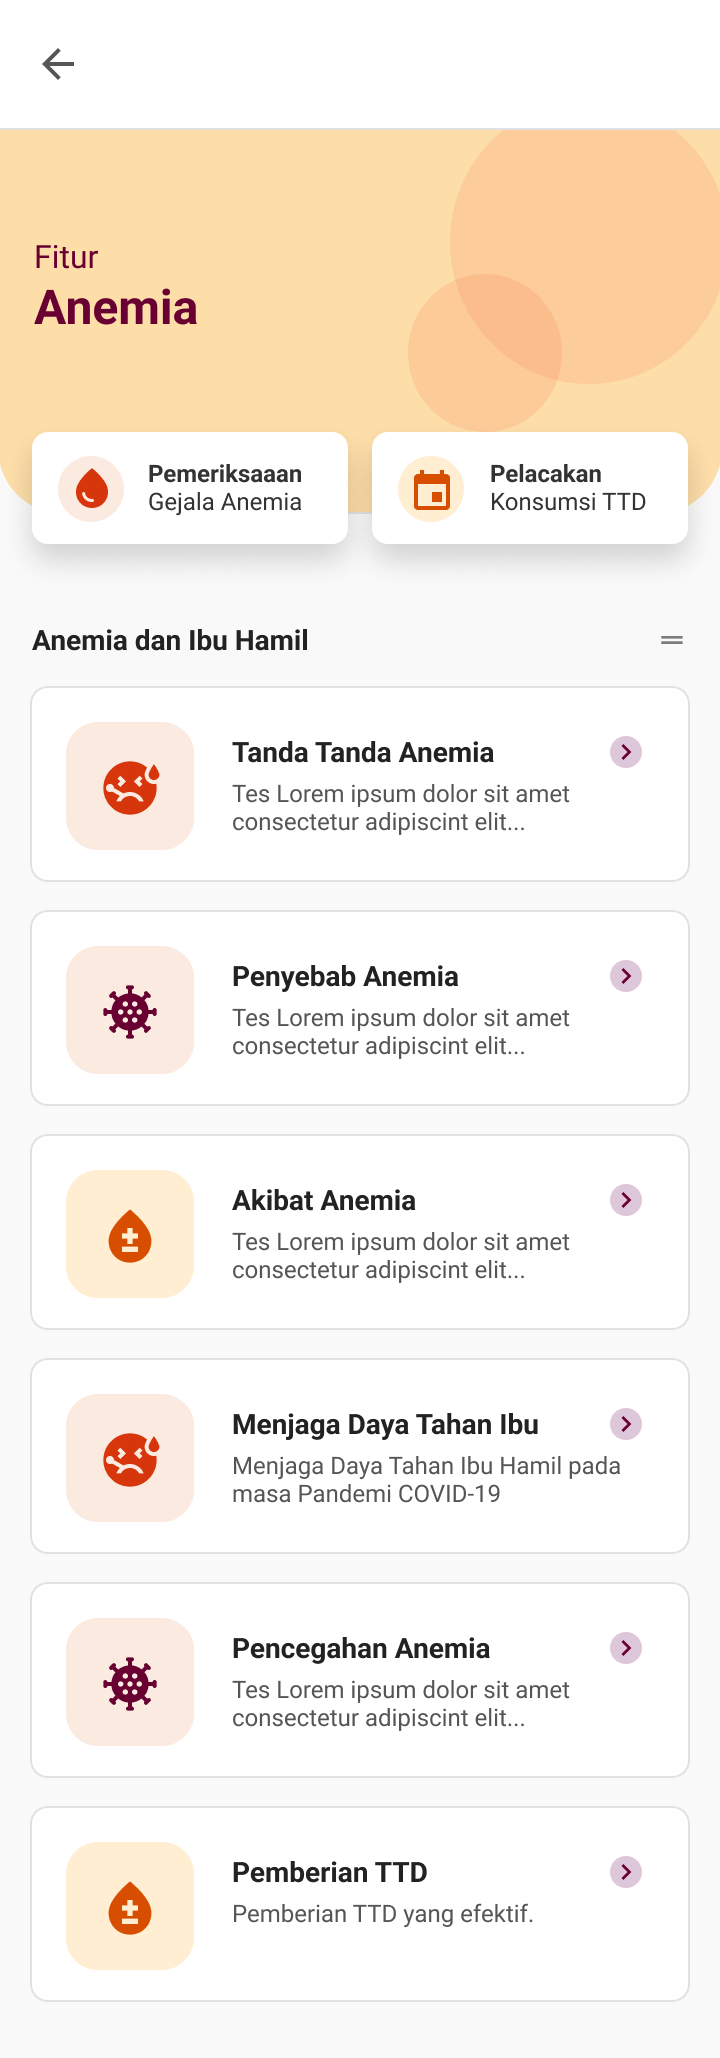 Fitur
Anemia
Pemeriksaaan
Gejala Anemia
Pelacakan
Konsumsi TTD
Anemia dan Ibu Hamil
Tanda Tanda Anemia
Tes Lorem ipsum dolor sit amet
consectetur adipiscint elit...
Penyebab Anemia
Tes Lorem ipsum dolor sit amet
consectetur adipiscint elit...
Akibat Anemia
Tes Lorem ipsum dolor sit amet
consectetur adipiscint elit...
Menjaga Daya Tahan Ibu
Menjaga Daya Tahan Ibu Hamil pada
masa Pandemi COVID-19
Pencegahan Anemia
Tes Lorem ipsum dolor sit amet
consectetur adipiscint elit...
Pemberian TTD
Pemberian TTD yang efektif.